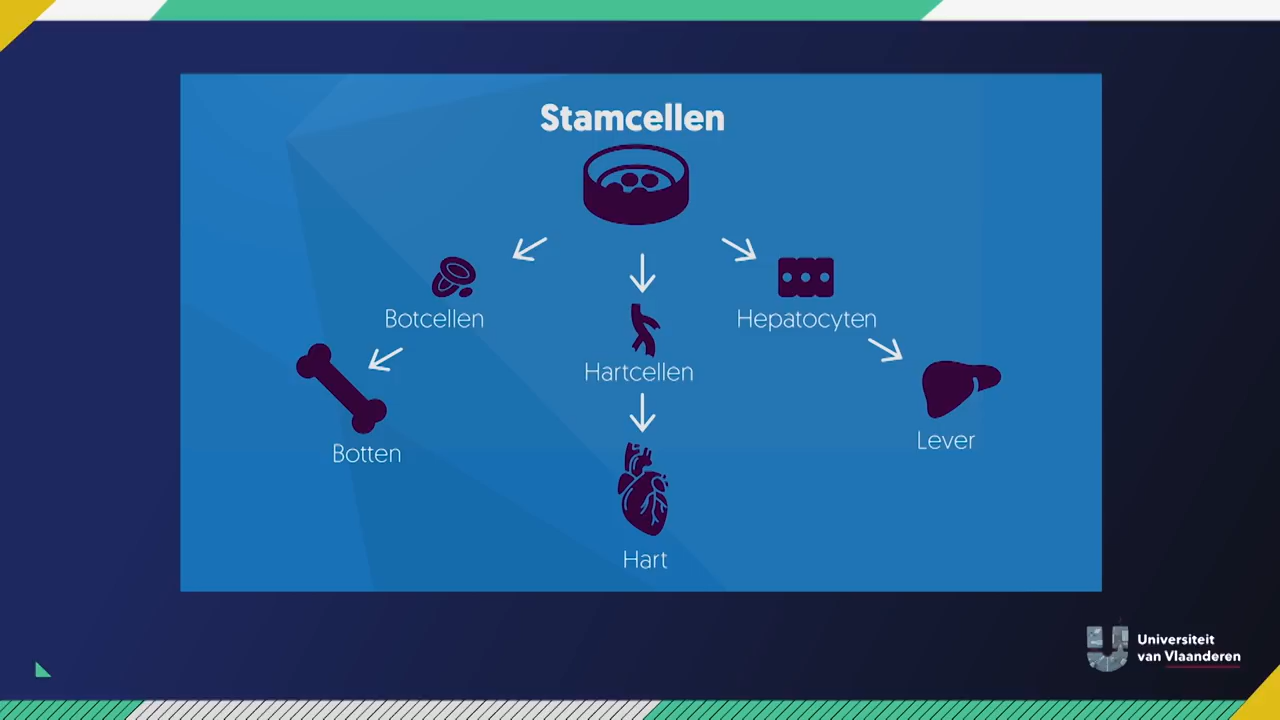 Stamcellen
Botcellen
Hepatocyten
Hartcellen
Botten
Lever
Hart
Universiteit
van Vlaanderen